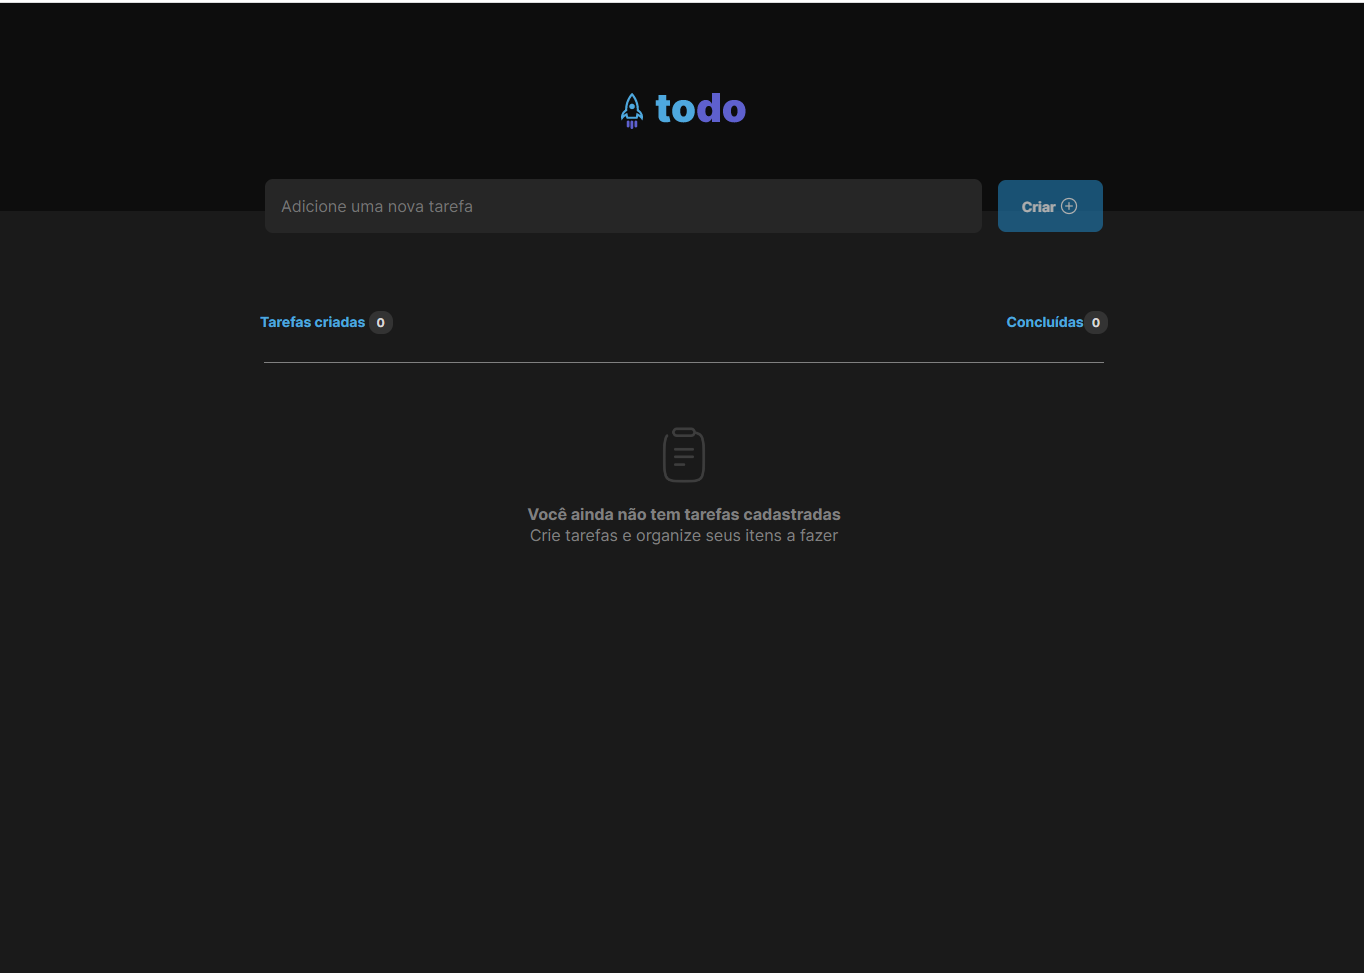 todo
Adicione uma nova tarefa
Criar
Tarefas criadas 0
Concluídas 0
Você ainda não tem tarefas cadastradas
Crie tarefas e organize seus itens a fazer